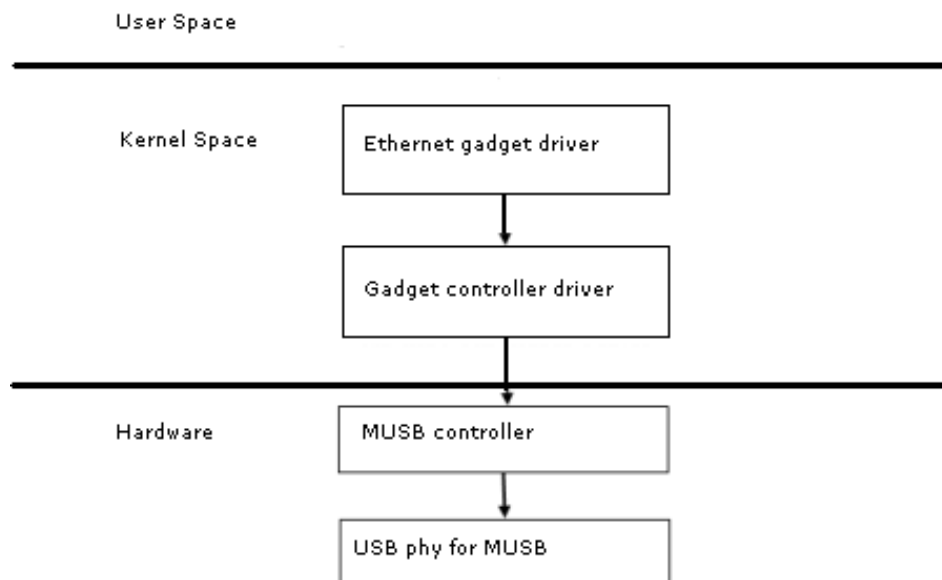 User Space
Kernel Space
Ethernet gadget driver
Gadget controller driver
Hardware
MUSB controller
USB phy for MUSB